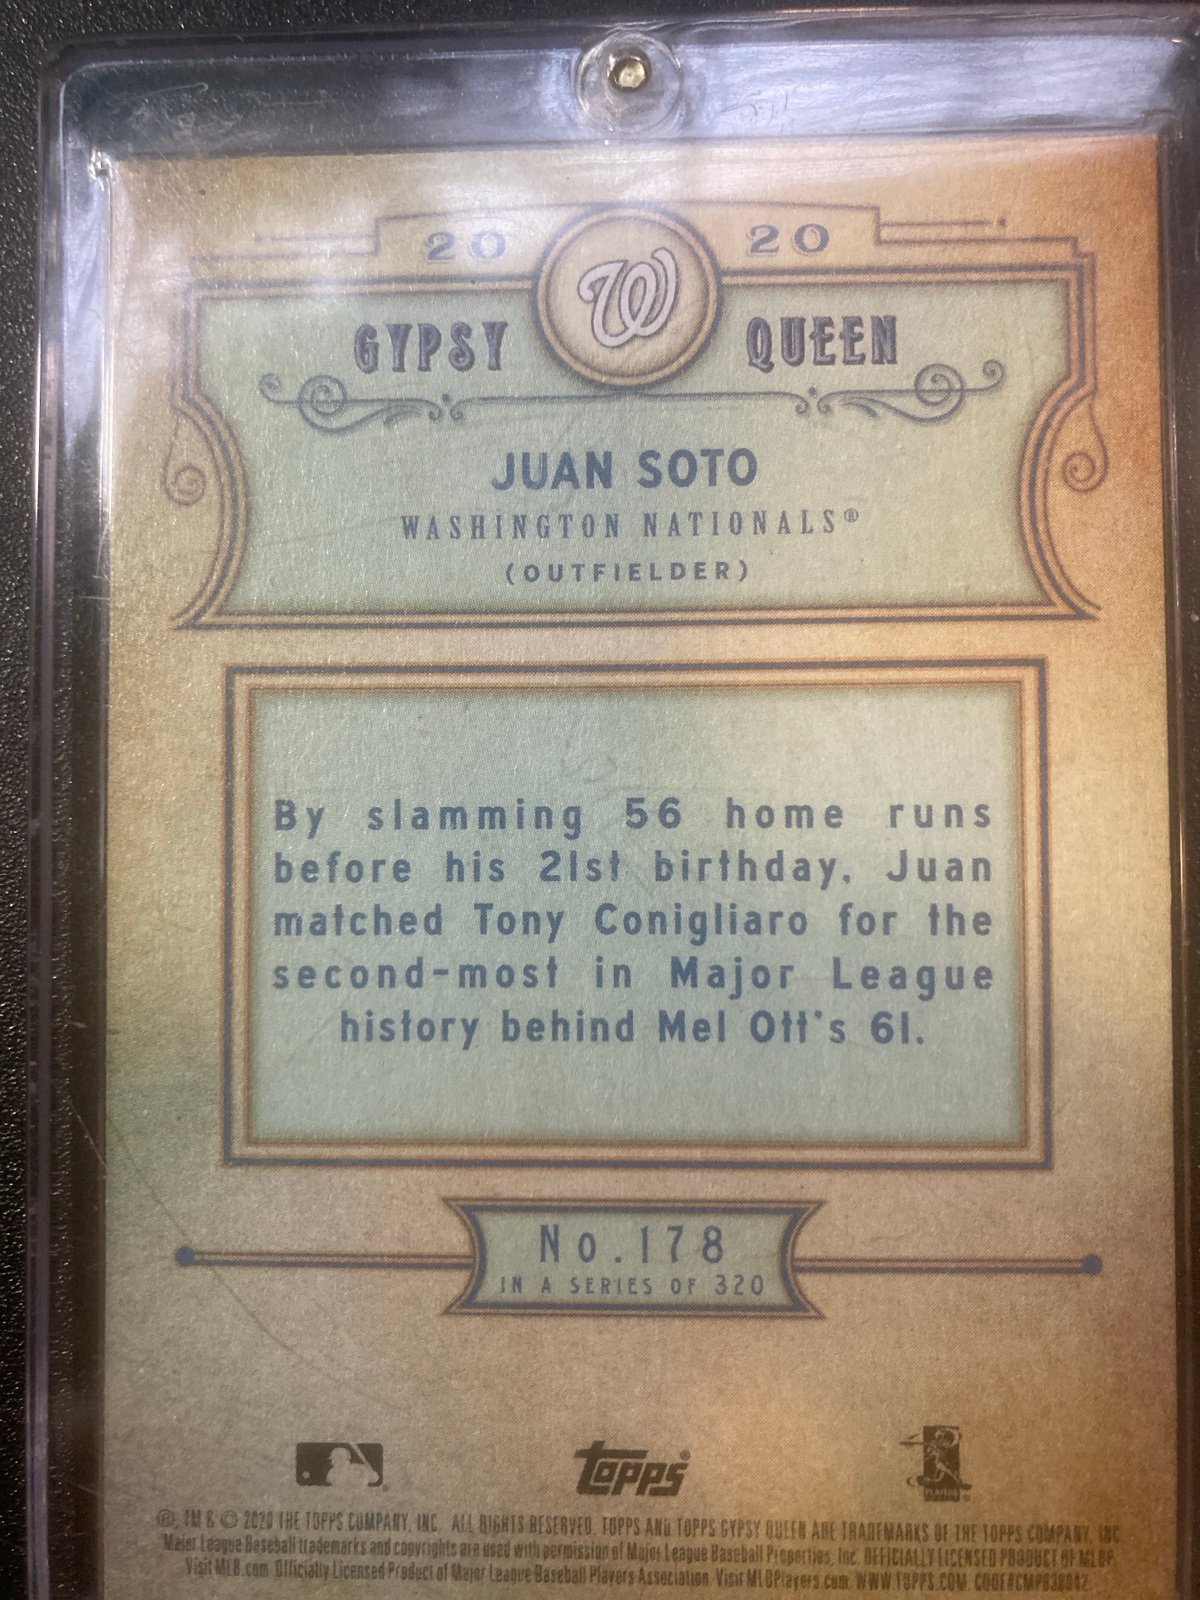 20 20
W
GYPSY QUEEN
JUAN SOTO
WASHINGTON NATIONALS®
(OUTFIELDER)
By slamming 56 home runs
before his 21st birthday, Juan
matched Tony Conigliaro for the
second-most in Major League
history behind Mel Ott's 61.
No.178
IN A SERIES OF 320
Topps®
®, TM & © 2020 THE TOPPS COMPANY, INC. ALL RIGHTS RESERVED. TOPPS AND TOPPS GYPSY QUEEN ARE TRADEMARKS OF THE TOPPS COMPANY, INC.
Major League Baseball trademarks and copyrights are used with permission of Major League Baseball Properties, Inc. OFFICIALLY LICENSED PRODUCT OF MLBP.
Visit MLB.com. Officially Licensed Product of Major League Baseball Players Association. Visit MLBPlayers.com. WWW.TOPPS.COM.